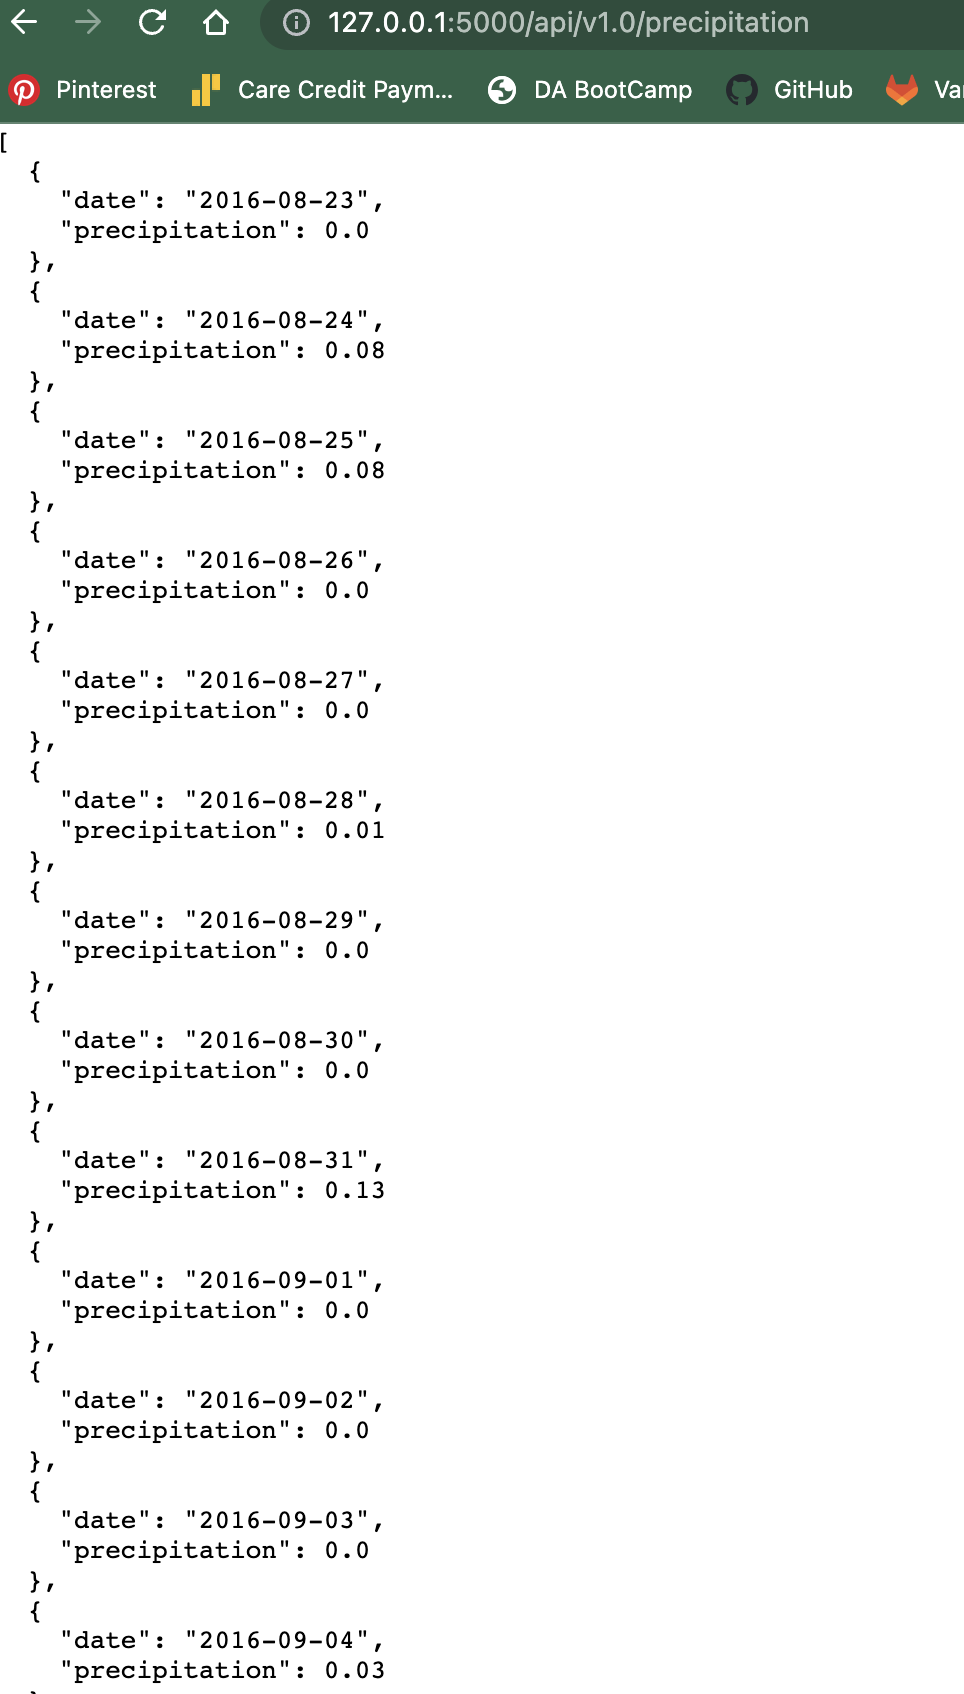 127.0.0.1:5000/api/v1.0/precipitation
Pinterest Care Credit Paym... DA BootCamp GitHub Var
[
{
"date": "2016-08-23",
"precipitation": 0.0
},
{
"date": "2016-08-24",
"precipitation": 0.08
},
{
"date": "2016-08-25",
"precipitation": 0.08
},
{
"date": "2016-08-26",
"precipitation": 0.0
},
{
"date": "2016-08-27",
"precipitation": 0.0
},
{
"date": "2016-08-28",
"precipitation": 0.01
},
{
"date": "2016-08-29",
"precipitation": 0.0
},
{
"date": "2016-08-30",
"precipitation": 0.0
},
{
"date": "2016-08-31",
"precipitation": 0.13
},
{
"date": "2016-09-01",
"precipitation": 0.0
},
{
"date": "2016-09-02",
"precipitation": 0.0
},
{
"date": "2016-09-03",
"precipitation": 0.0
},
{
"date": "2016-09-04",
"precipitation": 0.03